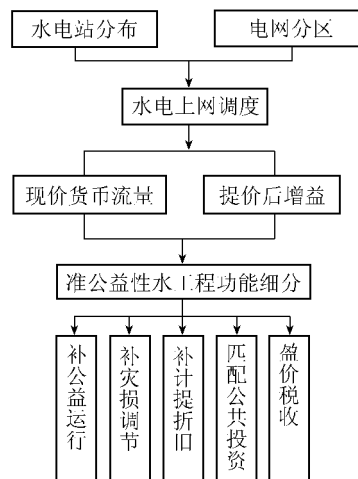 水电站分布
电网分区
水电上网调度
现价货币流量
提价后增益
准公益性水工程功能细分
补公益运行
补灾损调节
补计提折旧
匹配公共投资
盈价税收